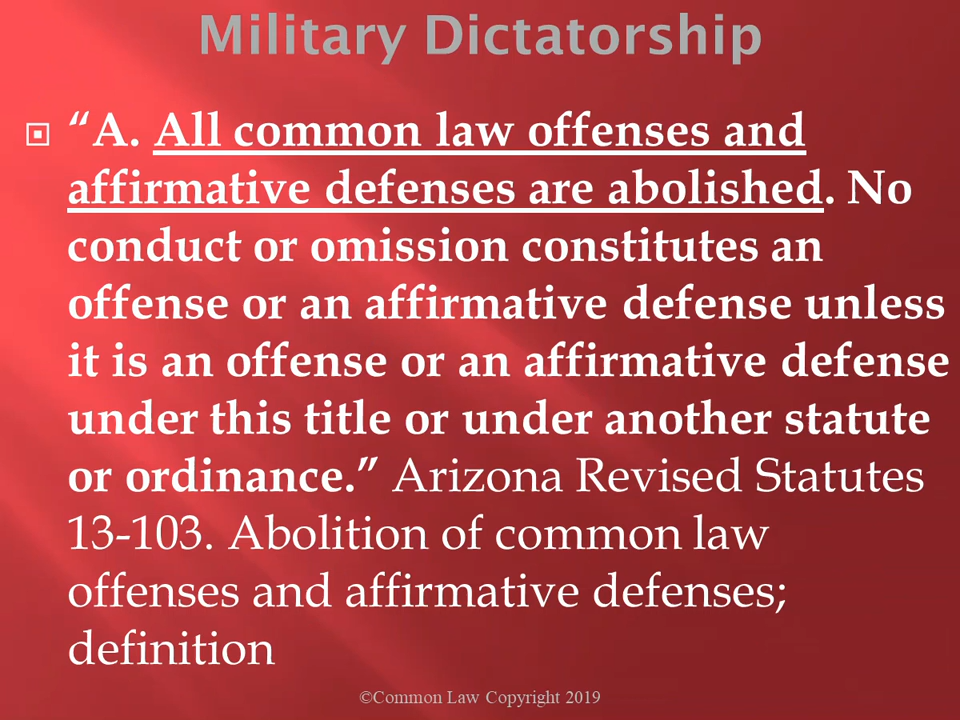 Military Dictatorship
“A. All common law offenses and
affirmative defenses are abolished. No
conduct or omission constitutes an
offense or an affirmative defense unless
it is an offense or an affirmative defense
under this title or under another statute
or ordinance.” Arizona Revised Statutes
13-103. Abolition of common law
offenses and affirmative defenses;
definition
©Common Law Copyright 2019